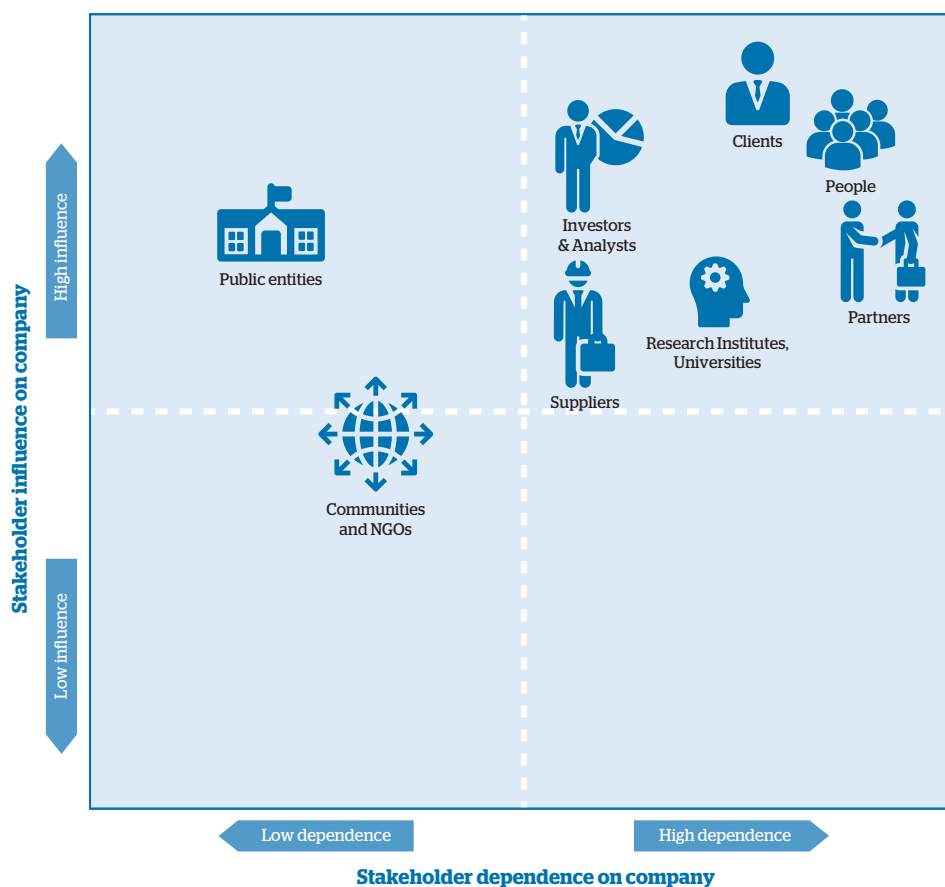 Clients
People
Investors
& Analysts
Public entities
Partners
Research Institutes,
Universities
Suppliers
Communities
and NGOs
Stakeholder influence on company
High influence
Low influence
Low dependence
High dependence
Stakeholder dependence on company